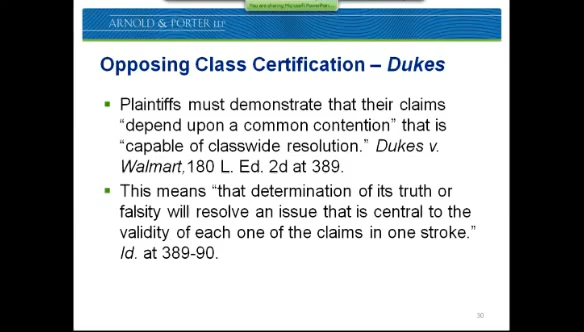 You are sharing Microsoft PowerPoin...
ARNOLD & PORTER LLP
Opposing Class Certification – Dukes
Plaintiffs must demonstrate that their claims
“depend upon a common contention” that is
“capable of classwide resolution.” Dukes v.
Walmart,180 L. Ed. 2d at 389.
This means “that determination of its truth or
falsity will resolve an issue that is central to the
validity of each one of the claims in one stroke.”
Id. at 389-90.
30